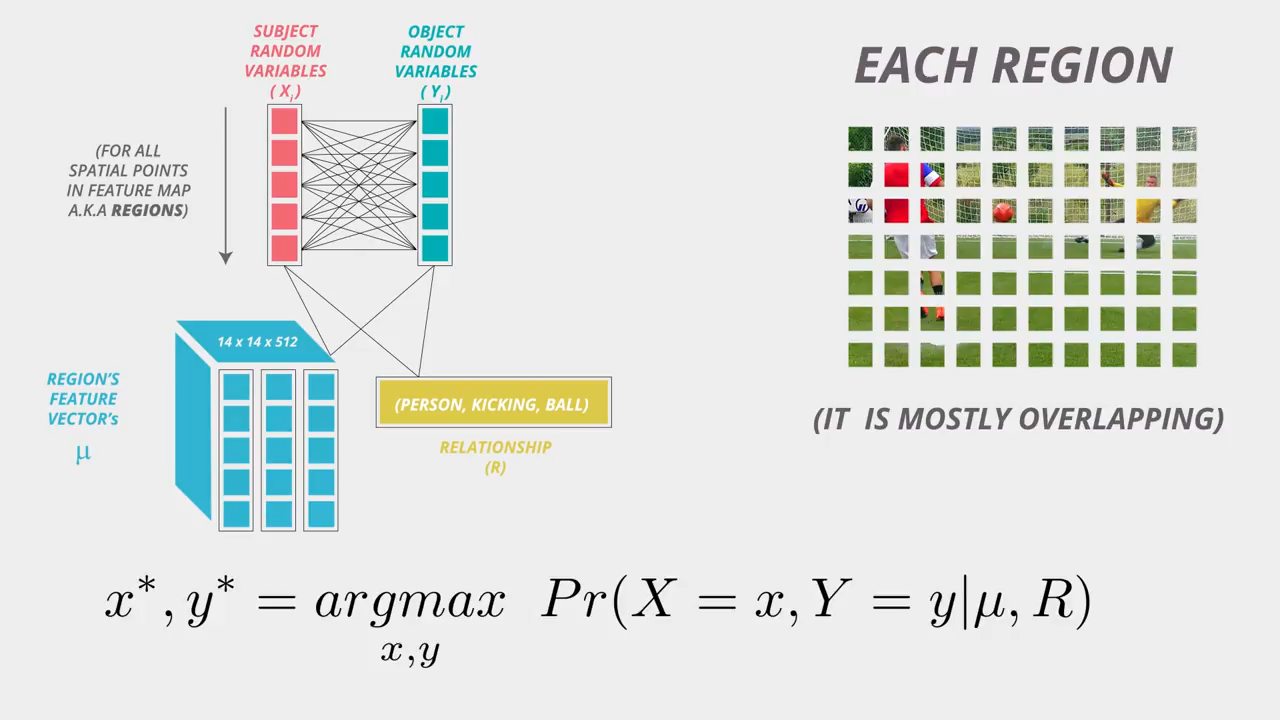 SUBJECT
RANDOM
VARIABLES
( Xi )
OBJECT
RANDOM
VARIABLES
( Yi )
(FOR ALL
SPATIAL POINTS
IN FEATURE MAP
A.K.A REGIONS)
14 x 14 x 512
REGION'S
FEATURE
VECTOR's
μ
(PERSON, KICKING, BALL)
RELATIONSHIP
(R)
EACH REGION
(IT IS MOSTLY OVERLAPPING)
x*, y* = argmax Pr(X = x, Y = y|μ, R)
x,y